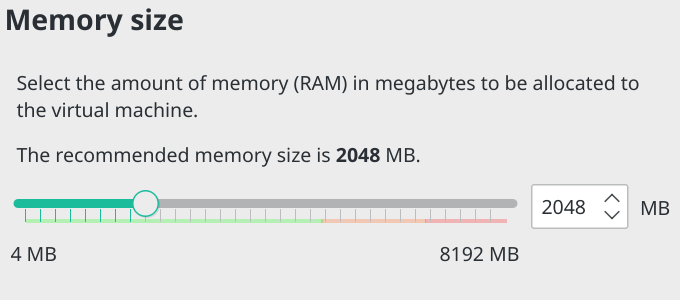 Memory size
Select the amount of memory (RAM) in megabytes to be allocated to
the virtual machine.
The recommended memory size is 2048 MB.
2048 MB
4 MB 8192 MB